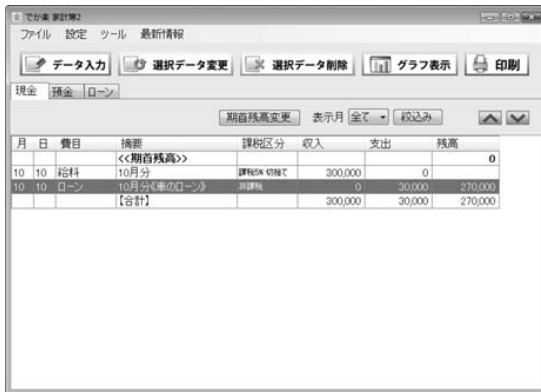 でか楽 家計簿2
ファイル 設定 ツール 最新情報
データ入力 選択データ変更 選択データ削除 グラフ表示 印刷
現金 預金 ローン
期首残高変更 表示月 全て 絞込み
月 日 費目 摘要 課税区分 収入 支出 残高
<<期首残高>> 0
10 10 給料 10月分 課税5% 切捨て 300,000 0
10 10 ローン 10月分《車のローン》 非課税 0 30,000 270,000
【合計】 300,000 30,000 270,000